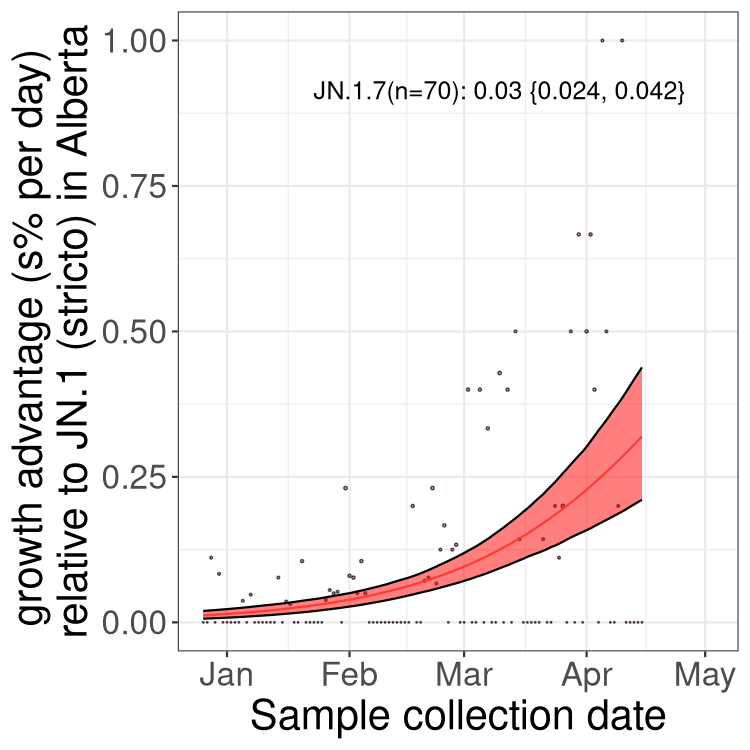 growth advantage (s% per day)
relative to JN.1 (stricto) in Alberta
1.00
0.75
0.50
0.25
0.00
JN.1.7(n=70): 0.03 {0.024, 0.042}
Jan Feb Mar Apr May
Sample collection date